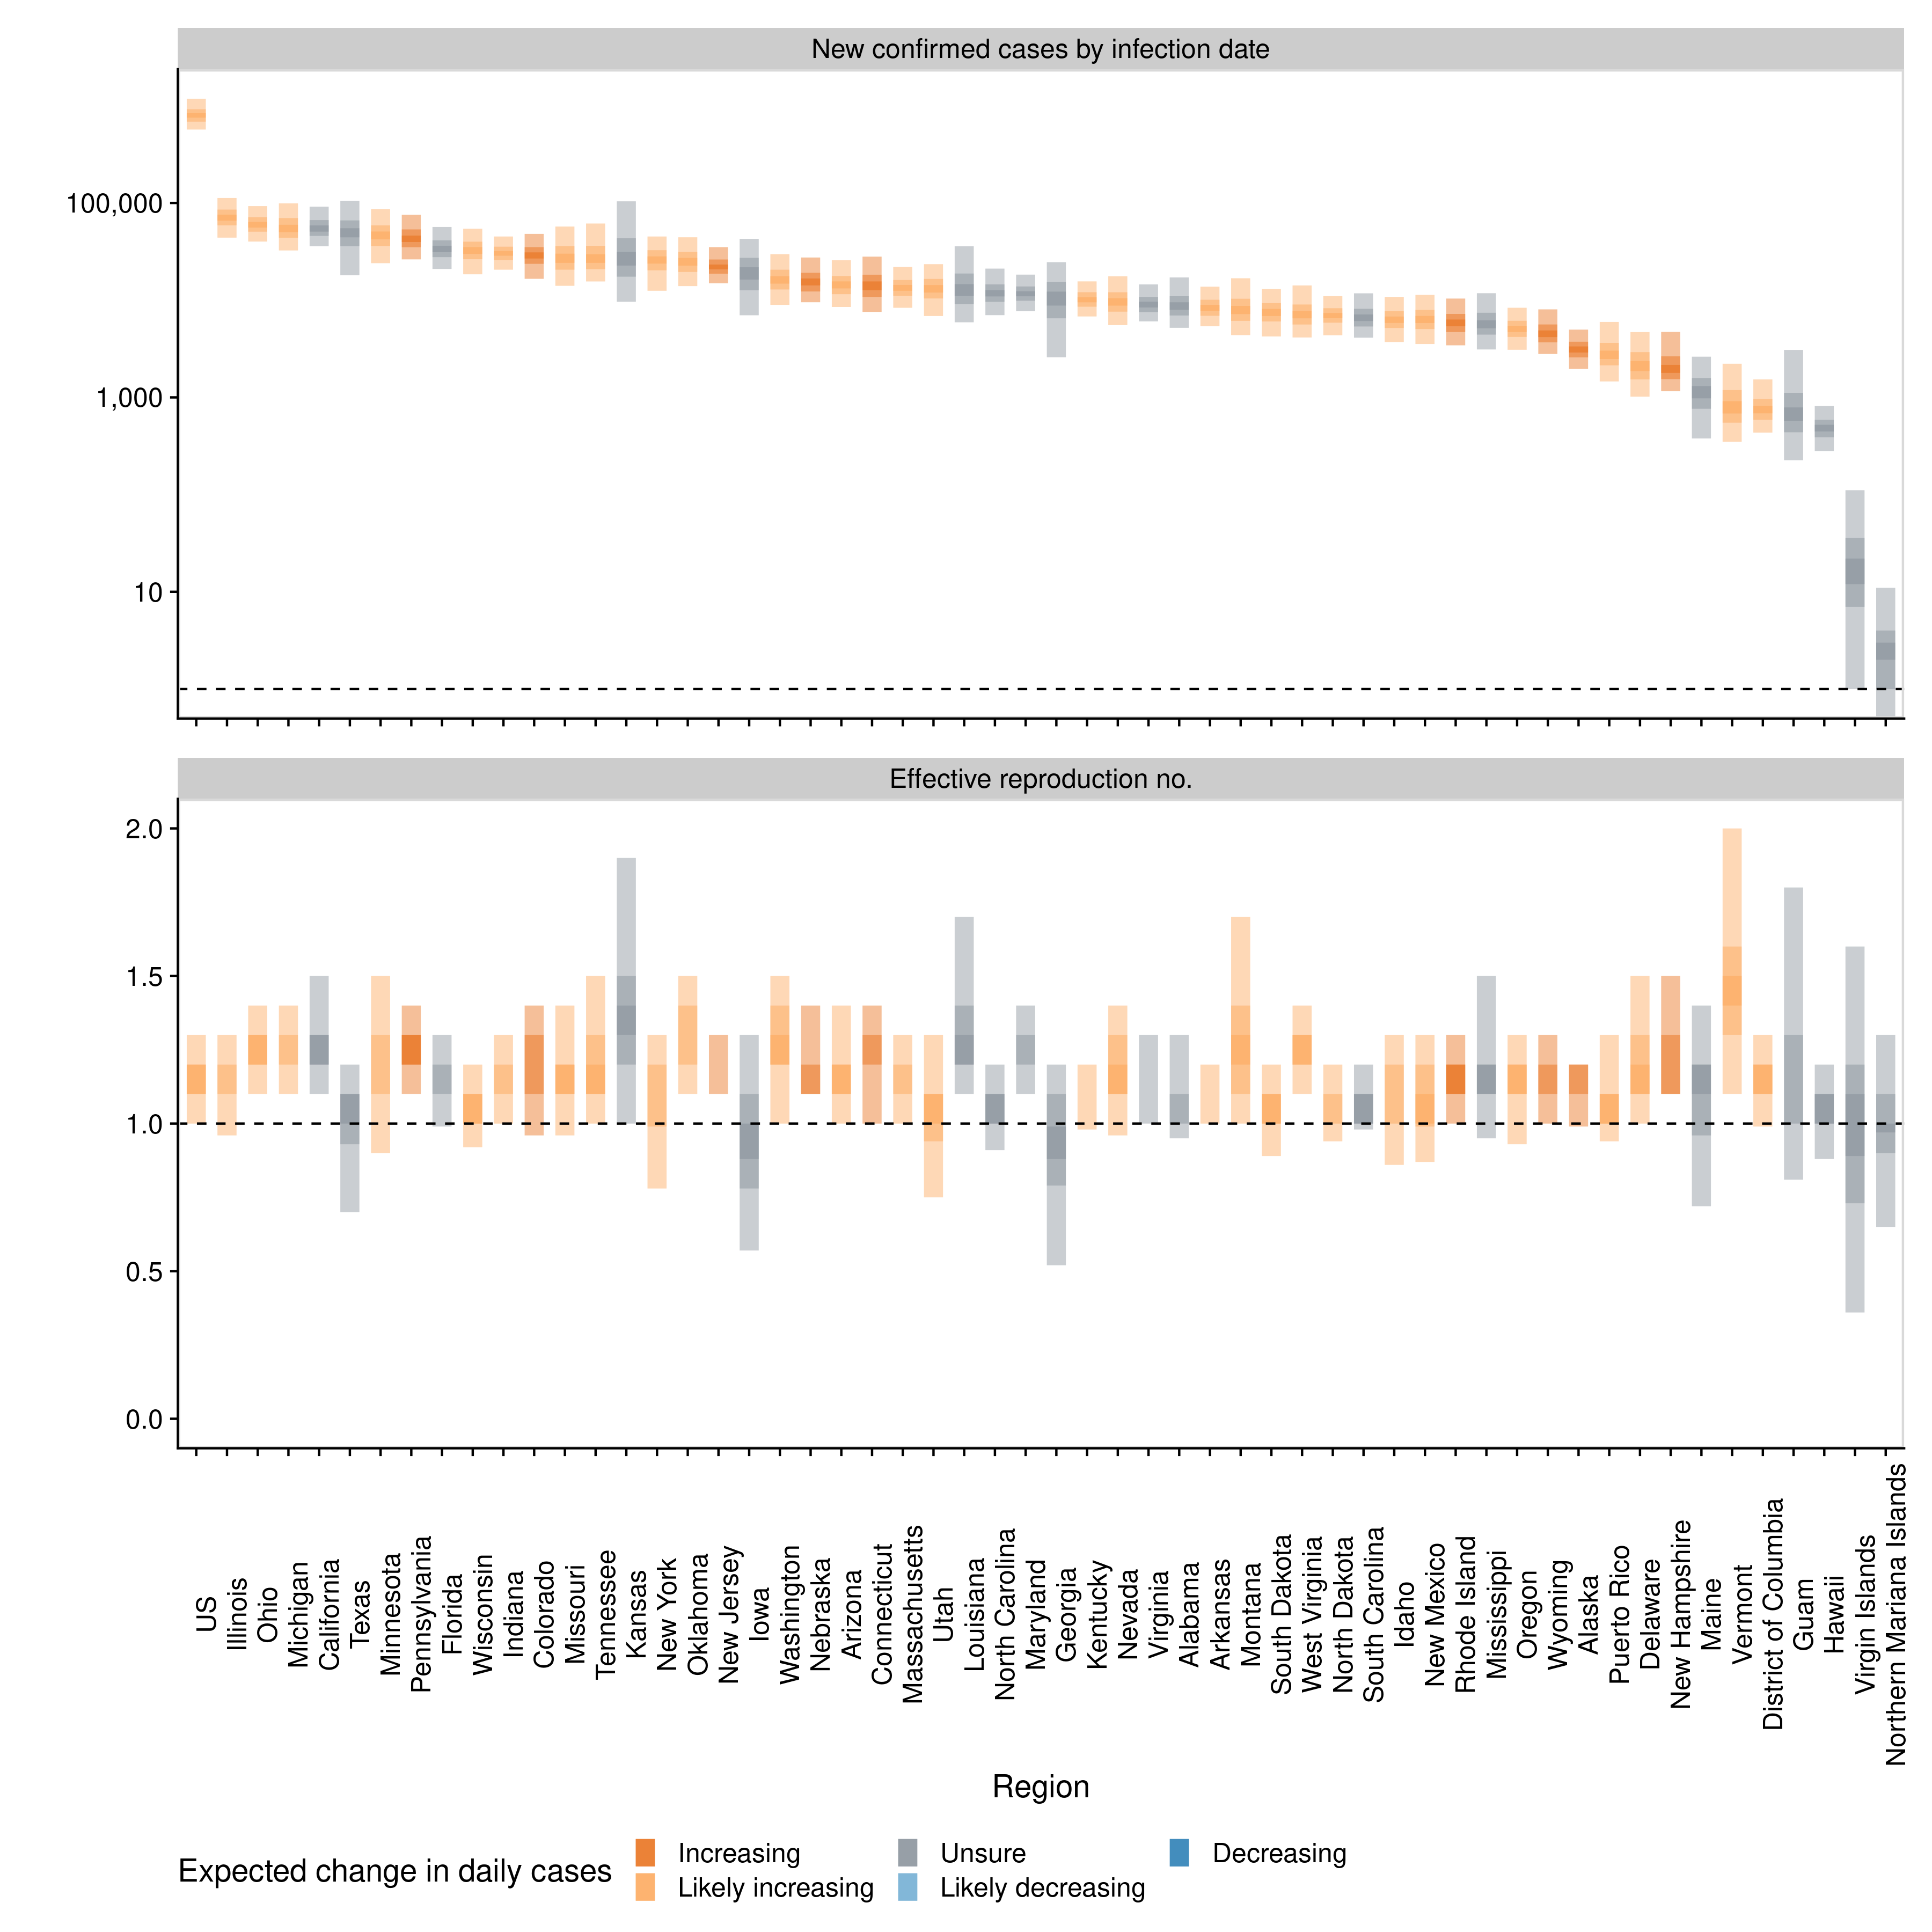 New confirmed cases by infection date
100,000
1,000
10
Effective reproduction no.
2.0
1.5
1.0
0.5
0.0
US
Illinois
Ohio
Michigan
California
Texas
Minnesota
Pennsylvania
Florida
Wisconsin
Indiana
Colorado
Missouri
Tennessee
Kansas
New York
Oklahoma
New Jersey
Iowa
Washington
Nebraska
Arizona
Connecticut
Massachusetts
Utah
Louisiana
North Carolina
Maryland
Georgia
Kentucky
Nevada
Virginia
Alabama
Arkansas
Montana
South Dakota
West Virginia
North Dakota
South Carolina
Idaho
New Mexico
Rhode Island
Mississippi
Oregon
Wyoming
Alaska
Puerto Rico
Delaware
New Hampshire
Maine
Vermont
District of Columbia
Guam
Hawaii
Virgin Islands
Northern Mariana Islands
Region
Expected change in daily cases
Increasing
Likely increasing
Unsure
Likely decreasing
Decreasing